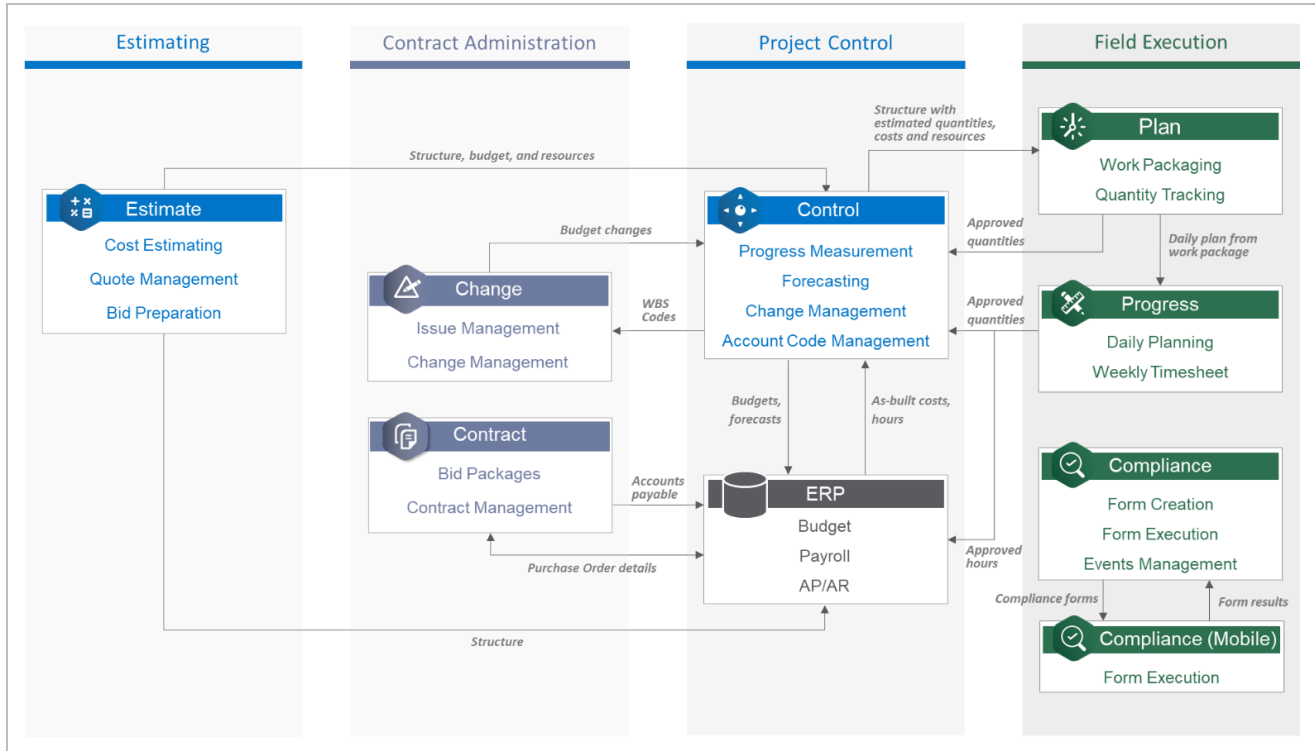 Estimating
Contract Administration
Project Control
Field Execution
Structure with
estimated quantities,
costs and resources
Plan
Work Packaging
Quantity Tracking
Structure, budget, and resources
Estimate
Cost Estimating
Quote Management
Bid Preparation
Control
Progress Measurement
Forecasting
Change Management
Account Code Management
Budget changes
Approved
quantities
Daily plan from
work package
Change
Issue Management
Change Management
WBS
Codes
Approved
quantities
Progress
Daily Planning
Weekly Timesheet
Budgets,
forecasts
As-built costs,
hours
Contract
Bid Packages
Contract Management
Accounts
payable
ERP
Budget
Payroll
AP/AR
Compliance
Form Creation
Form Execution
Events Management
Approved
hours
Purchase Order details
Compliance forms
Form results
Structure
Compliance (Mobile)
Form Execution